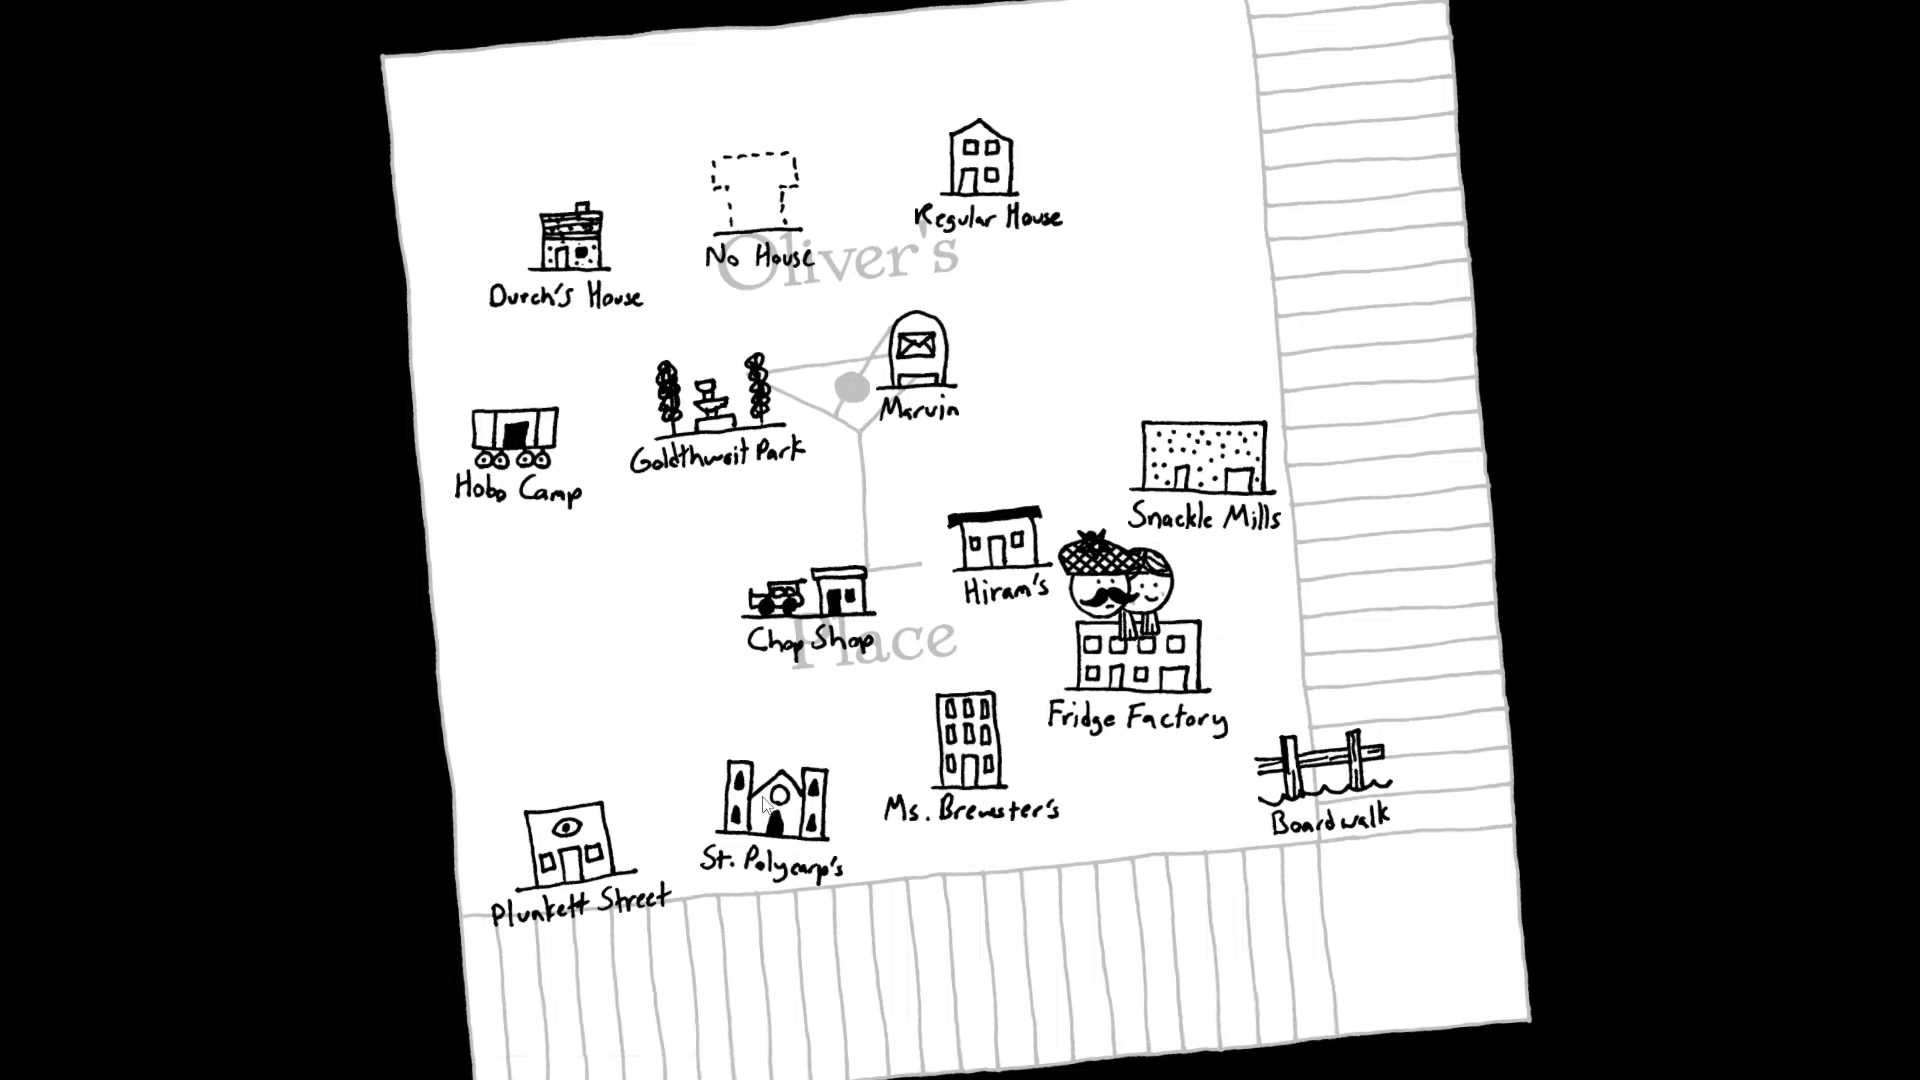 Regular House
No House
Oliver's
Durch's House
Marvin
Goldthwait Park
Hobo Camp
Snackle Mills
Hiram's
Chop Shop
Place
Fridge Factory
Ms. Brewster's
Boardwalk
St. Polycarp's
Plunkett Street